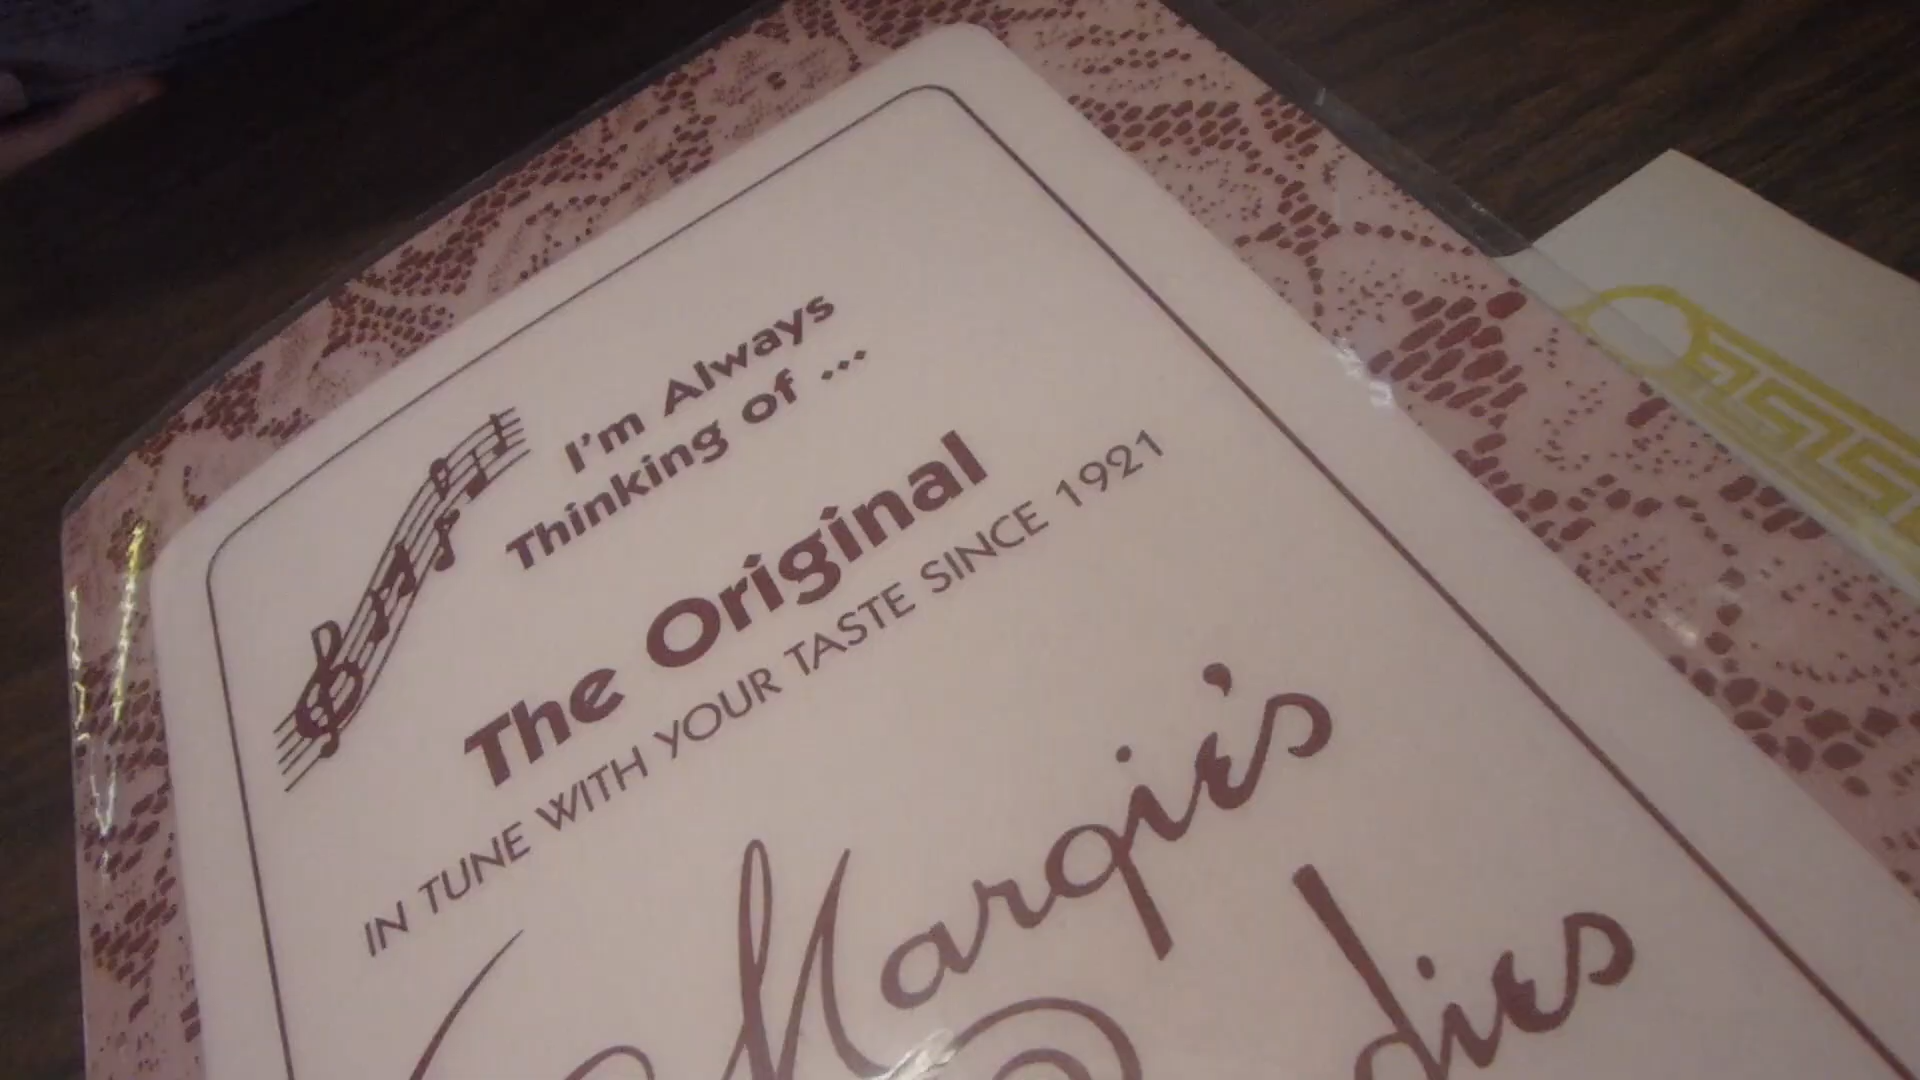 I'm Always
Thinking of ...
The Original
IN TUNE WITH YOUR TASTE SINCE 1921
Margie's